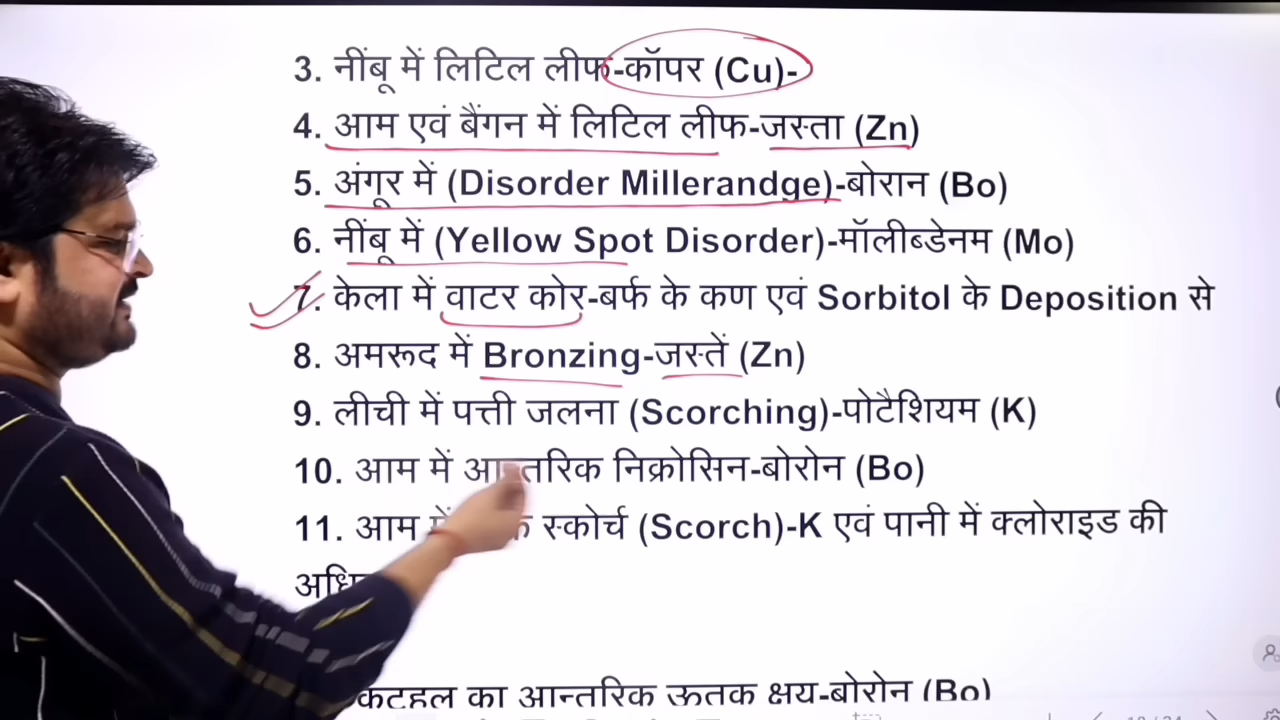 3. नींबू में लिटिल लीफ-कॉपर (Cu)-
4. आम एवं बैंगन में लिटिल लीफ-जस्ता (Zn)
5. अंगूर में (Disorder Millerandge)-बोरान (Bo)
6. नींबू में (Yellow Spot Disorder)-मॉलीब्डेनम (Mo)
7. केला में वाटर कोर-बर्फ के कण एवं Sorbitol के Deposition से
8. अमरूद में Bronzing-जस्तें (Zn)
9. लीची में पत्ती जलना (Scorching)-पोटैशियम (K)
10. आम में आन्तरिक निक्रोसिन-बोरोन (Bo)
11. आम में स्कोर्च (Scorch)-K एवं पानी में क्लोराइड की
कटहल का आन्तरिक ऊतक क्षय-बोरोन (Bo)